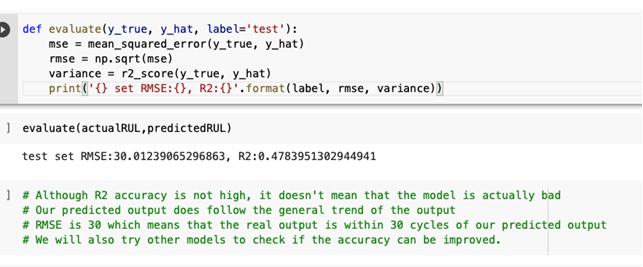 def evaluate(y_true, y_hat, label='test'):
    mse = mean_squared_error(y_true, y_hat)
    rmse = np.sqrt(mse)
    variance = r2_score(y_true, y_hat)
    print('{} set RMSE:{}, R2:{}'.format(label, rmse, variance))
] evaluate(actualRUL,predictedRUL)
test set RMSE:30.01239065296863, R2:0.4783951302944941
] # Although R2 accuracy is not high, it doesn't mean that the model is actually bad
# Our predicted output does follow the general trend of the output
# RMSE is 30 which means that the real output is within 30 cycles of our predicted output
# We will also try other models to check if the accuracy can be improved.